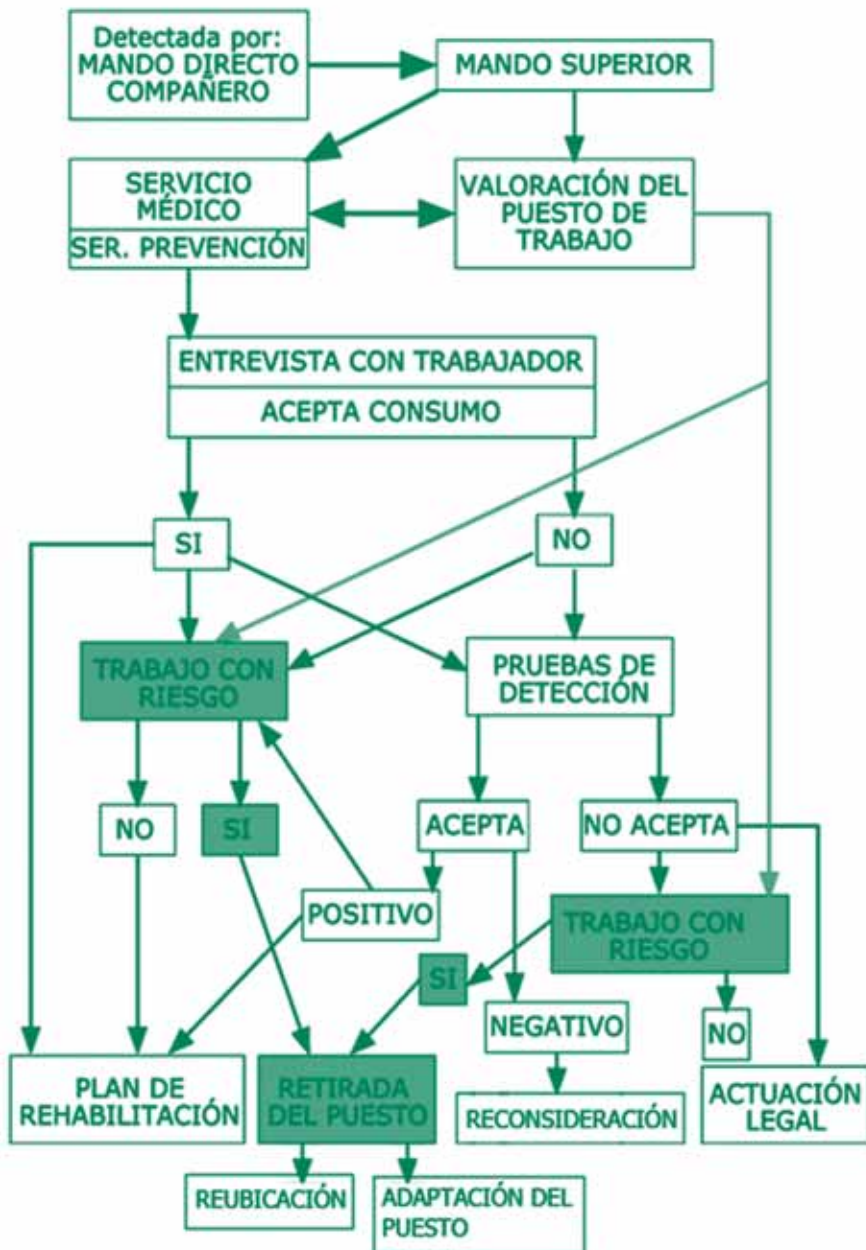 Detectada por:
MANDO DIRECTO
COMPAÑERO
MANDO SUPERIOR
SERVICIO
MÉDICO
SER. PREVENCIÓN
VALORACIÓN DEL
PUESTO DE
TRABAJO
ENTREVISTA CON TRABAJADOR
ACEPTA CONSUMO
SI
NO
TRABAJO CON
RIESGO
PRUEBAS DE
DETECCIÓN
NO
SI
ACEPTA
NO ACEPTA
POSITIVO
TRABAJO CON
RIESGO
SI
NEGATIVO
NO
PLAN DE
REHABILITACIÓN
RETIRADA
DEL PUESTO
RECONSIDERACIÓN
ACTUACIÓN
LEGAL
REUBICACIÓN
ADAPTACIÓN DEL
PUESTO